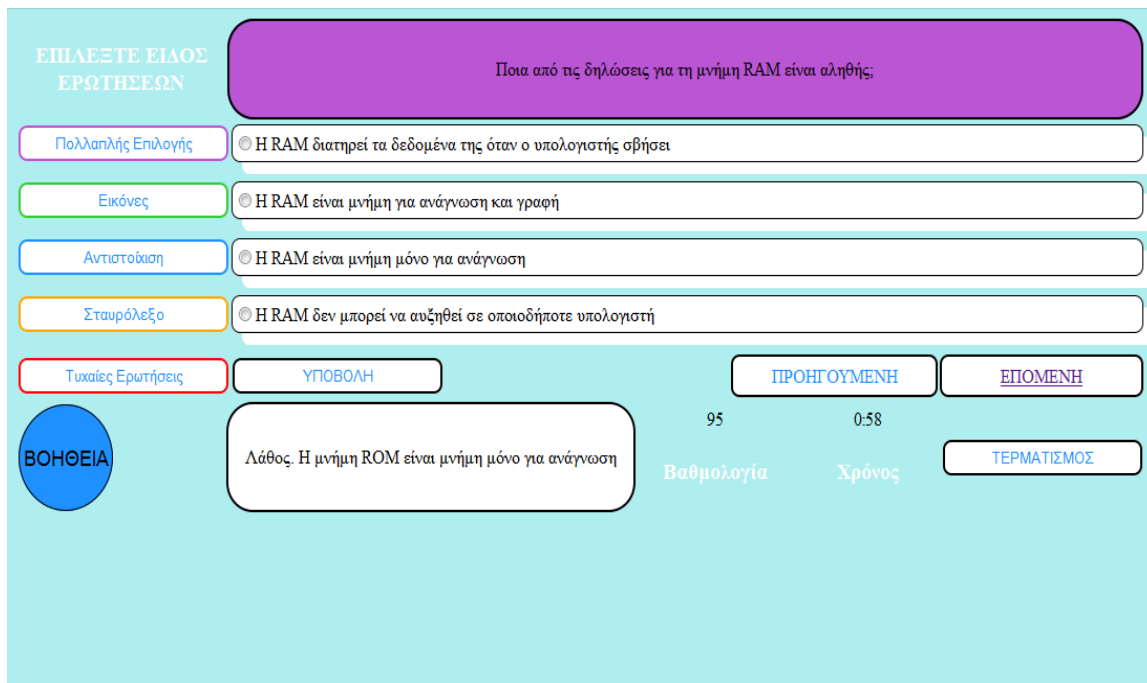 ΕΠΙΛΕΞΤΕ ΕΙΔΟΣ
ΕΡΩΤΗΣΕΩΝ
Ποια από τις δηλώσεις για τη μνήμη RAM είναι αληθής;
Πολλαπλής Επιλογής
Η RAM διατηρεί τα δεδομένα της όταν ο υπολογιστής σβήσει
Εικόνες
Η RAM είναι μνήμη για ανάγνωση και γραφή
Αντιστοίχιση
Η RAM είναι μνήμη μόνο για ανάγνωση
Σταυρόλεξο
Η RAM δεν μπορεί να αυξηθεί σε οποιοδήποτε υπολογιστή
Τυχαίες Ερωτήσεις
ΥΠΟΒΟΛΗ
ΠΡΟΗΓΟΥΜΕΝΗ
ΕΠΟΜΕΝΗ
ΒΟΗΘΕΙΑ
Λάθος. Η μνήμη ROM είναι μνήμη μόνο για ανάγνωση
95
0:58
Βαθμολογία
Χρόνος
ΤΕΡΜΑΤΙΣΜΟΣ